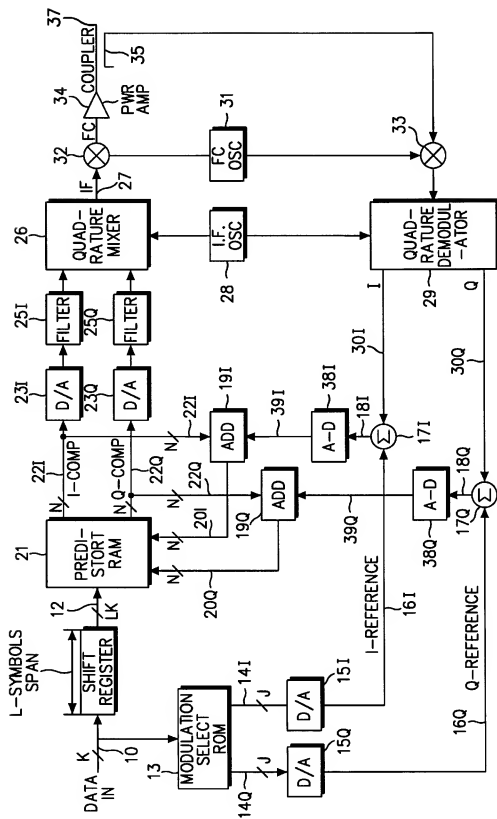 L-SYMBOLS
SPAN
DATA
IN
K
10
SHIFT
REGISTER
12
LK
21
PREDI-
STORT
RAM
22I
N
I-COMP
N
Q-COMP
22Q
23I
D/A
23Q
D/A
25I
FILTER
25Q
FILTER
26
QUAD-
RATURE
MIXER
IF
27
32
FC
34
PWR
AMP
COUPLER
37
35
FC
OSC
31
I.F.
OSC
28
33
QUAD-
RATURE
DEMODUL
-ATOR
29
I
Q
30I
30Q
13
MODULATION
SELECT
ROM
14I
J
14Q
J
15I
D/A
15Q
D/A
16I
I-REFERENCE
16Q
Q-REFERENCE
17I
Σ
17Q
Σ
18I
18Q
38I
A-D
38Q
A-D
39I
39Q
19I
ADD
19Q
ADD
20I
N
20Q
N
22I
N
22Q
N